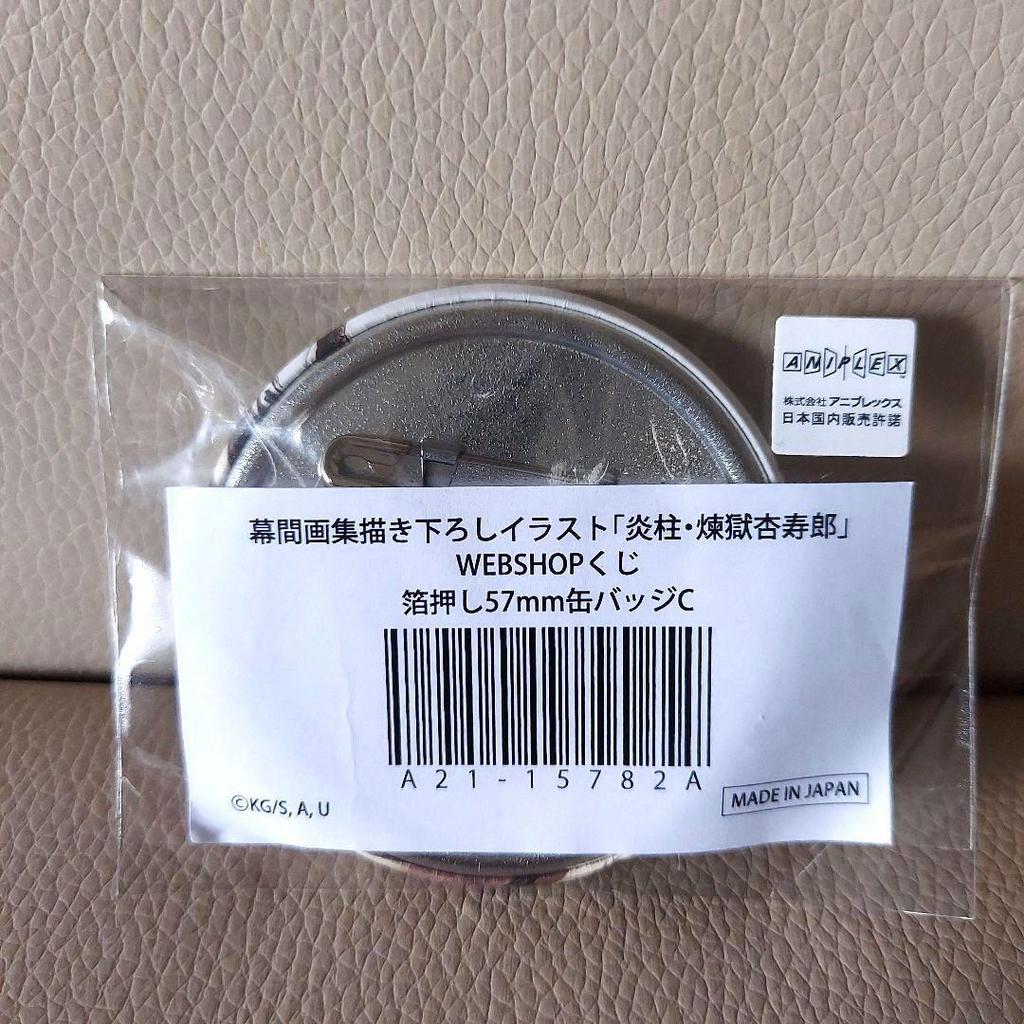 ANIPLEX
株式会社 アニプレックス
日本国内販売許諾
幕間画集描き下ろしイラスト「炎柱・煉獄杏寿郎」
WEBSHOPくじ
箔押し57mm缶バッジC
A21-15782A
©KG/S, A, U
MADE IN JAPAN